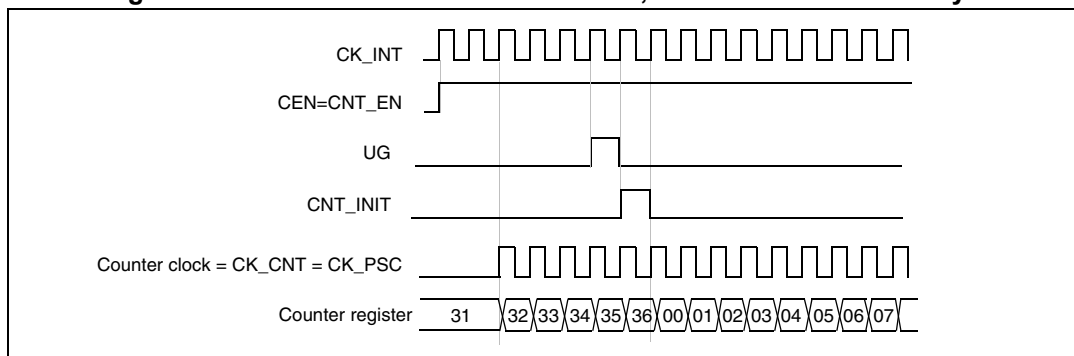 CK_INT
CEN=CNT_EN
UG
CNT_INIT
Counter clock = CK_CNT = CK_PSC
Counter register 31 32 33 34 35 36 00 01 02 03 04 05 06 07